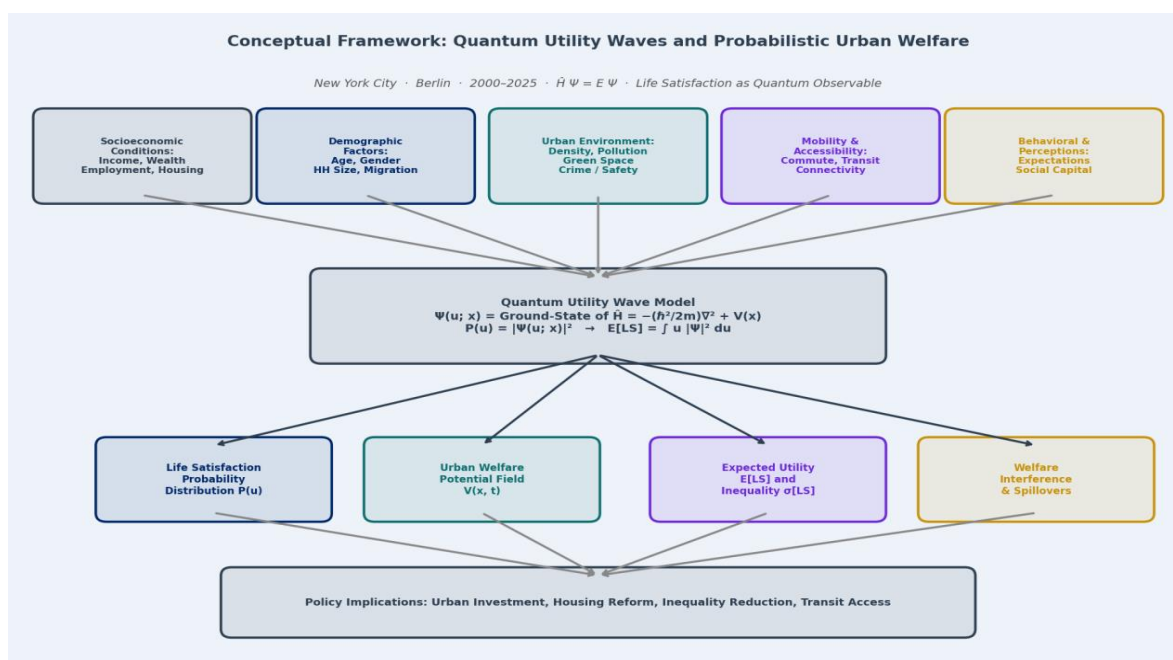 Conceptual Framework: Quantum Utility Waves and Probabilistic Urban Welfare
New York City · Berlin · 2000–2025 · Ĥ Ψ = E Ψ · Life Satisfaction as Quantum Observable
Socioeconomic
Conditions:
Income, Wealth
Employment, Housing
Demographic
Factors:
Age, Gender
HH Size, Migration
Urban Environment:
Density, Pollution
Green Space
Crime / Safety
Mobility &
Accessibility:
Commute, Transit
Connectivity
Behavioral &
Perceptions:
Expectations
Social Capital
Quantum Utility Wave Model
Ψ(u; x) = Ground-State of Ĥ = −(ℏ²/2m)∇² + V(x)
P(u) = |Ψ(u; x)|² → E[LS] = ∫ u |Ψ|² du
Life Satisfaction
Probability
Distribution P(u)
Urban Welfare
Potential Field
V(x, t)
Expected Utility
E[LS] and
Inequality σ[LS]
Welfare
Interference
& Spillovers
Policy Implications: Urban Investment, Housing Reform, Inequality Reduction, Transit Access